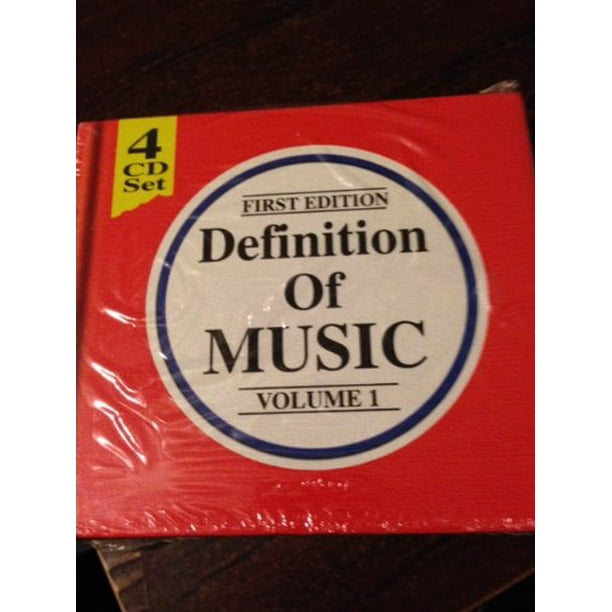 4
CD
Set
FIRST EDITION
Definition
Of
MUSIC
VOLUME 1